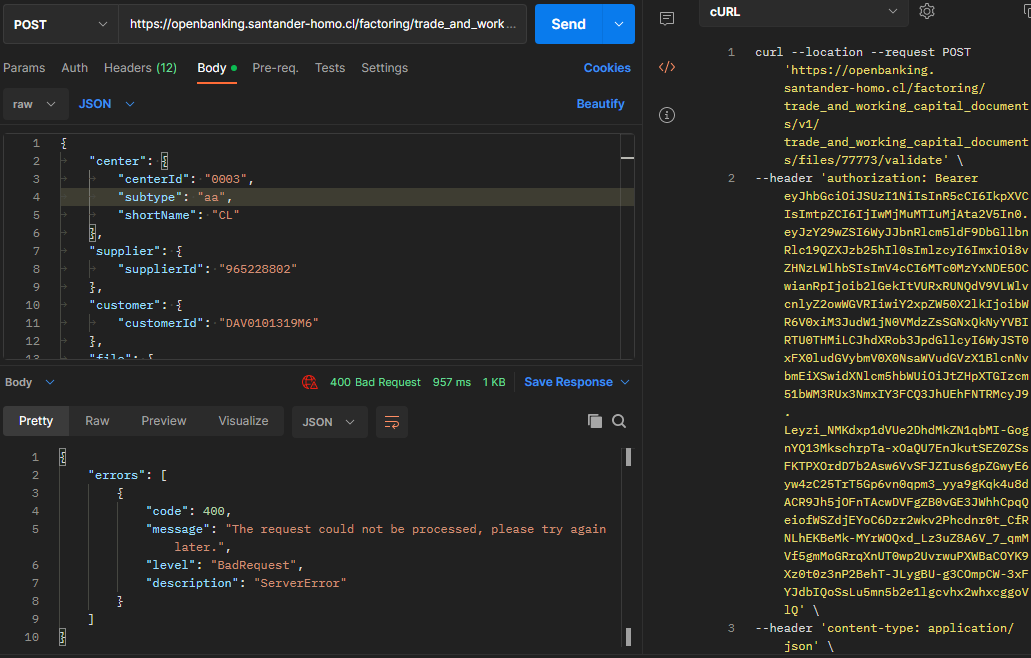 POST
https://openbanking.santander-homo.cl/factoring/trade_and_work...
Send
Params Auth Headers (12) Body Pre-req. Tests Settings Cookies
raw JSON Beautify
1 {
2 "center": {
3 "centerId": "0003",
4 "subtype": "aa",
5 "shortName": "CL"
6 },
7 "supplier": {
8 "supplierId": "965228802"
9 },
10 "customer": {
11 "customerId": "DAV0101319M6"
12 },
13 "file": {
Body 400 Bad Request 957 ms 1 KB Save Response
Pretty Raw Preview Visualize JSON
1 {
2 "errors": [
3 {
4 "code": 400,
5 "message": "The request could not be processed, please try again
later.",
6 "level": "BadRequest",
7 "description": "ServerError"
8 }
9 ]
10 }
cURL
1 curl --location --request POST
'https://openbanking.
santander-homo.cl/factoring/
trade_and_working_capital_document
s/v1/
trade_and_working_capital_document
s/files/77773/validate' \
2 --header 'authorization: Bearer
3 --header 'content-type: application/
json' \